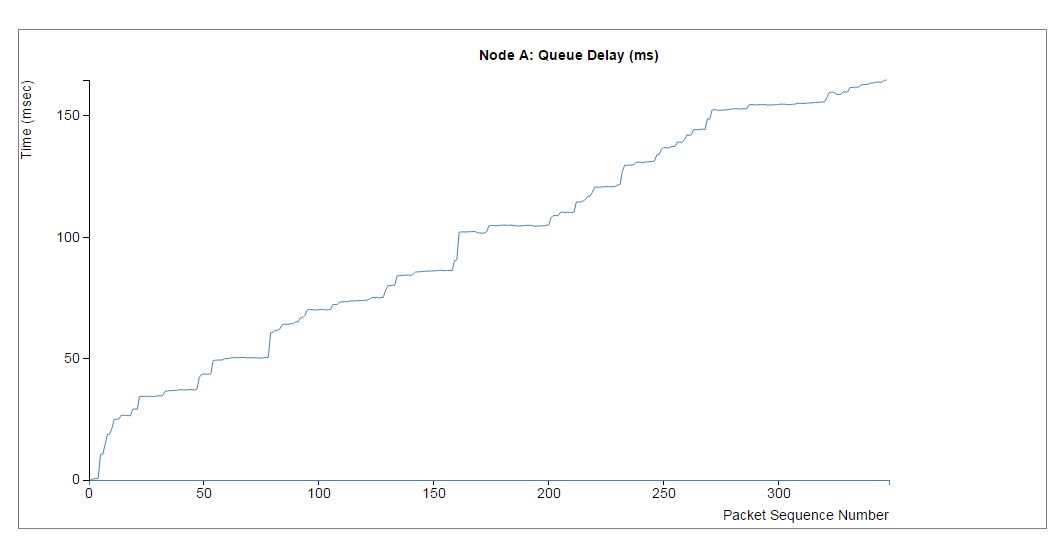 Node A: Queue Delay (ms)
Time (msec)
150
100
50
0
0 50 100 150 200 250 300
Packet Sequence Number